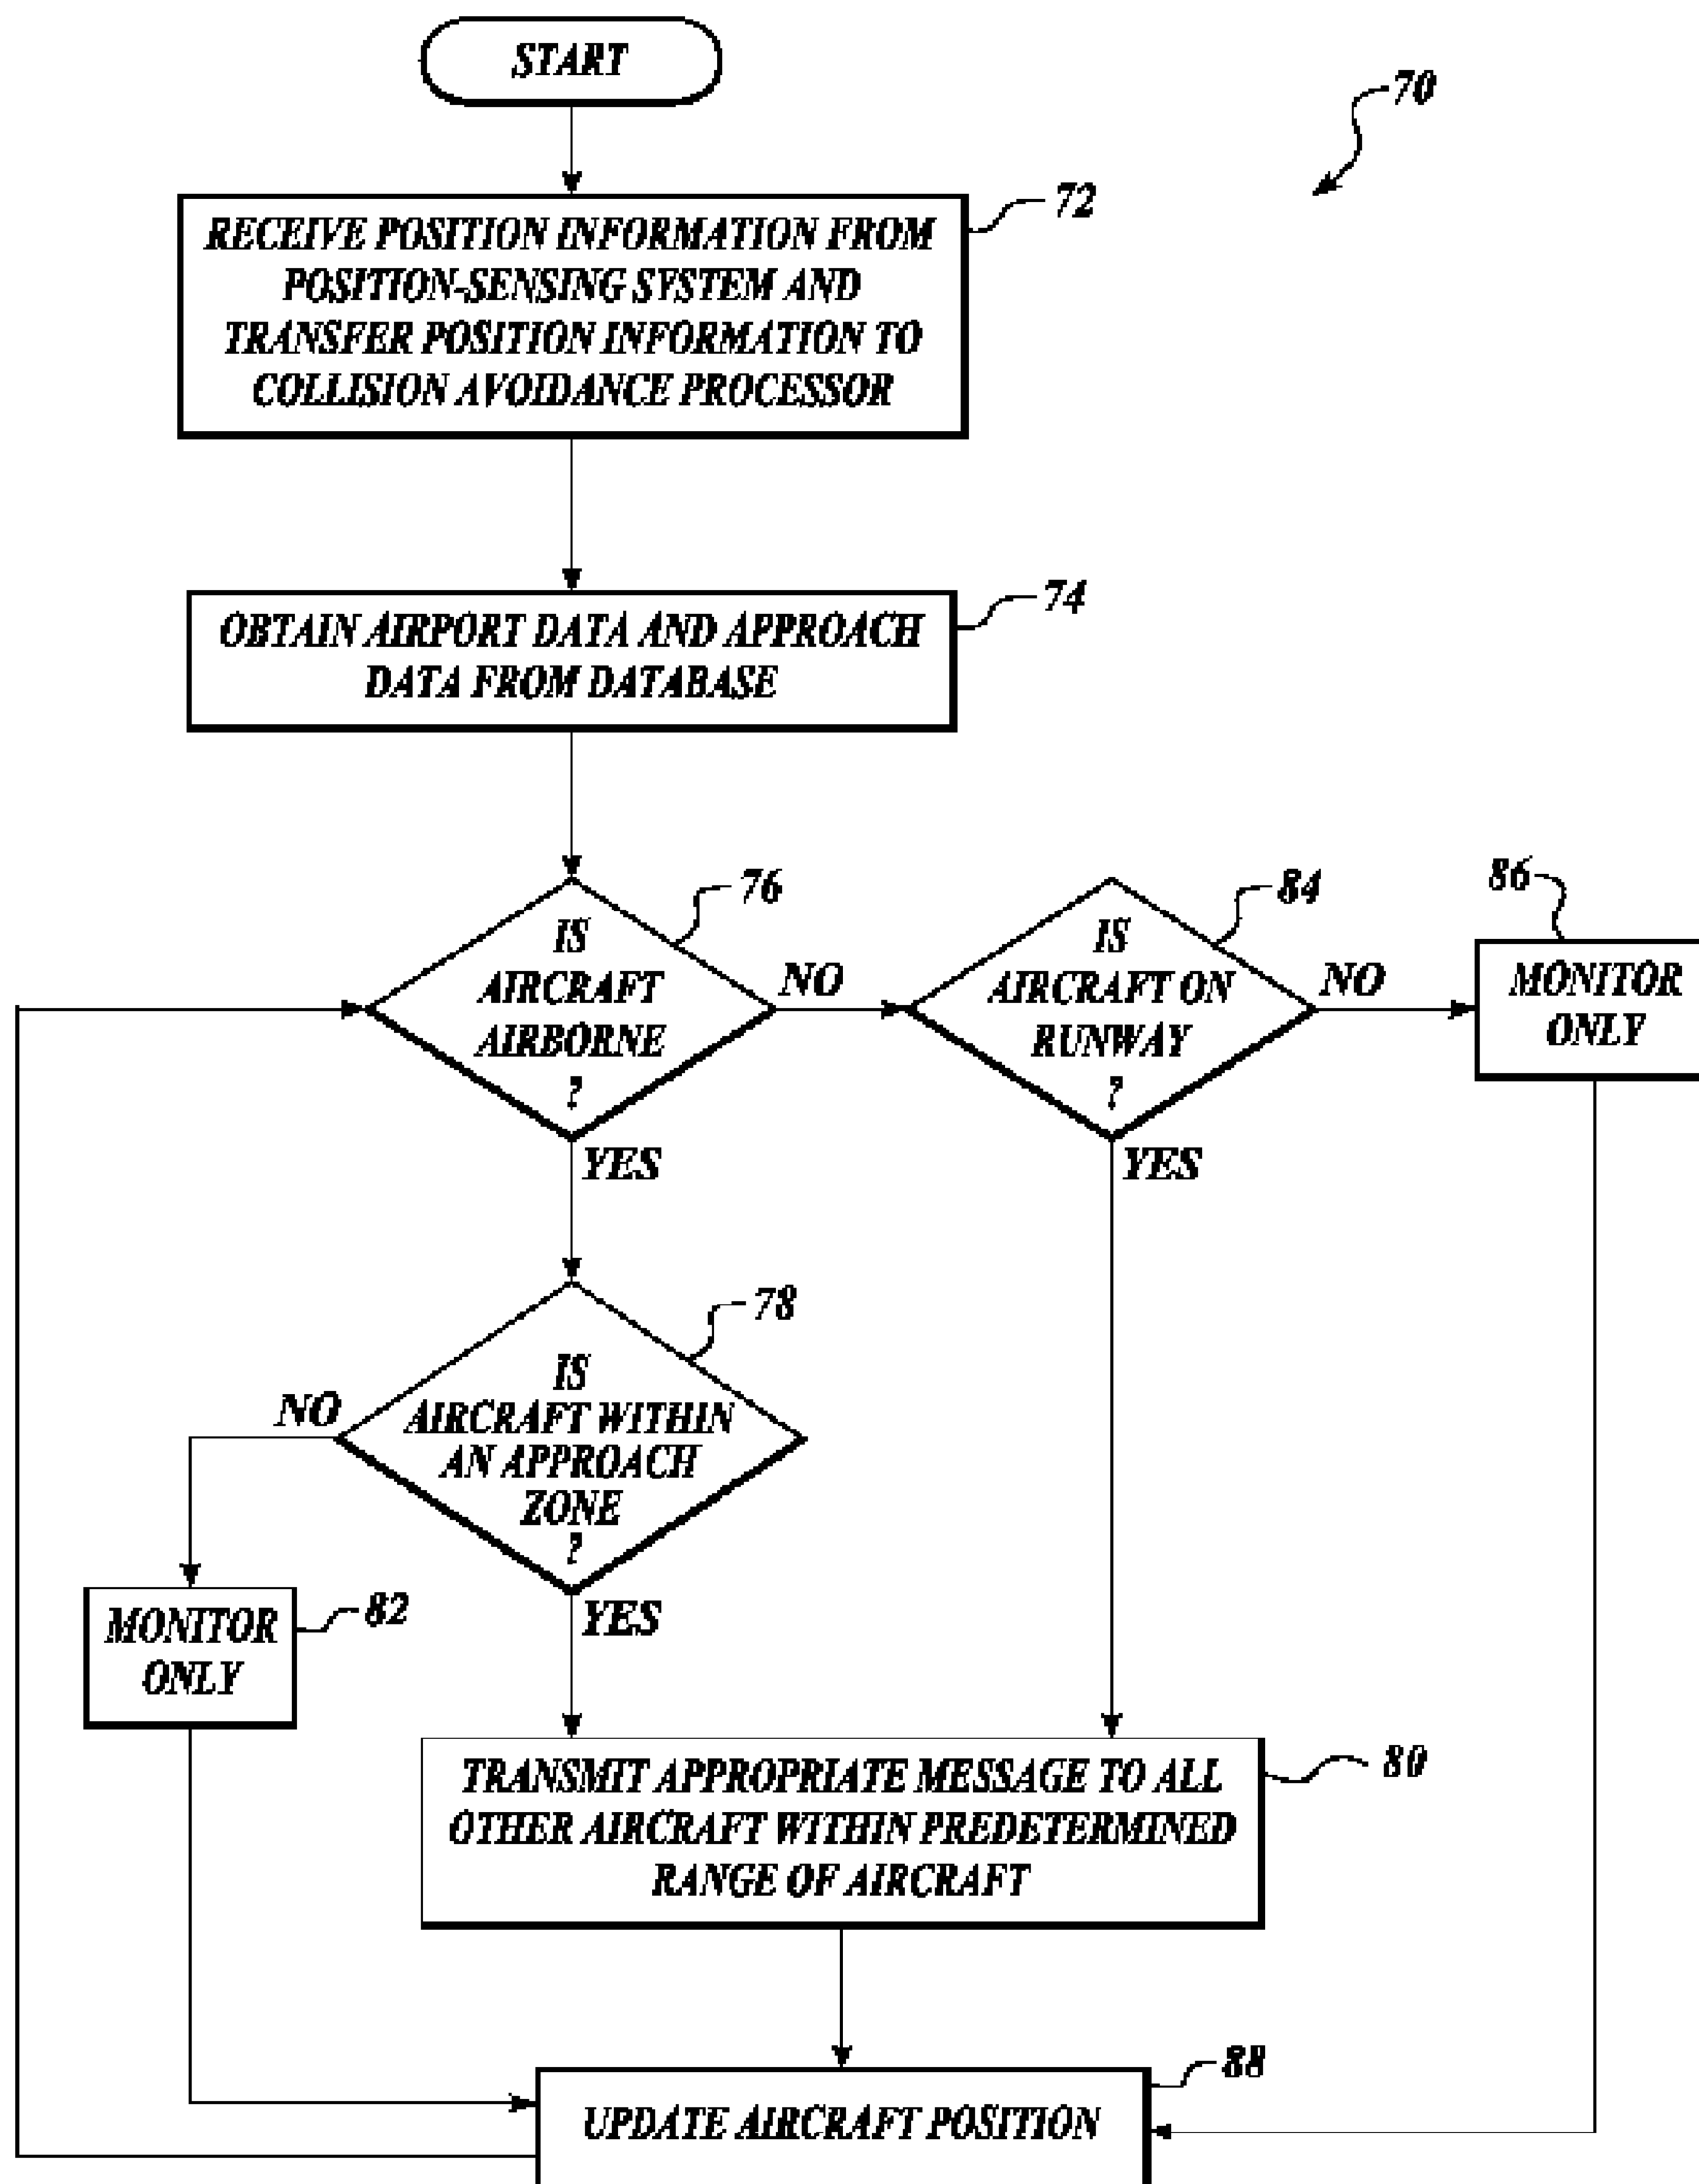 START
70
72
RECEIVE POSITION INFORMATION FROM
POSITION-SENSING SYSTEM AND
TRANSFER POSITION INFORMATION TO
COLLISION AVOIDANCE PROCESSOR
74
OBTAIN AIRPORT DATA AND APPROACH
DATA FROM DATABASE
76
IS
AIRCRAFT
AIRBORNE
?
NO
YES
84
IS
AIRCRAFT ON
RUNWAY
?
NO
YES
86
MONITOR
ONLY
78
IS
AIRCRAFT WITHIN
AN APPROACH
ZONE
?
NO
YES
82
MONITOR
ONLY
80
TRANSMIT APPROPRIATE MESSAGE TO ALL
OTHER AIRCRAFT WITHIN PREDETERMINED
RANGE OF AIRCRAFT
88
UPDATE AIRCRAFT POSITION